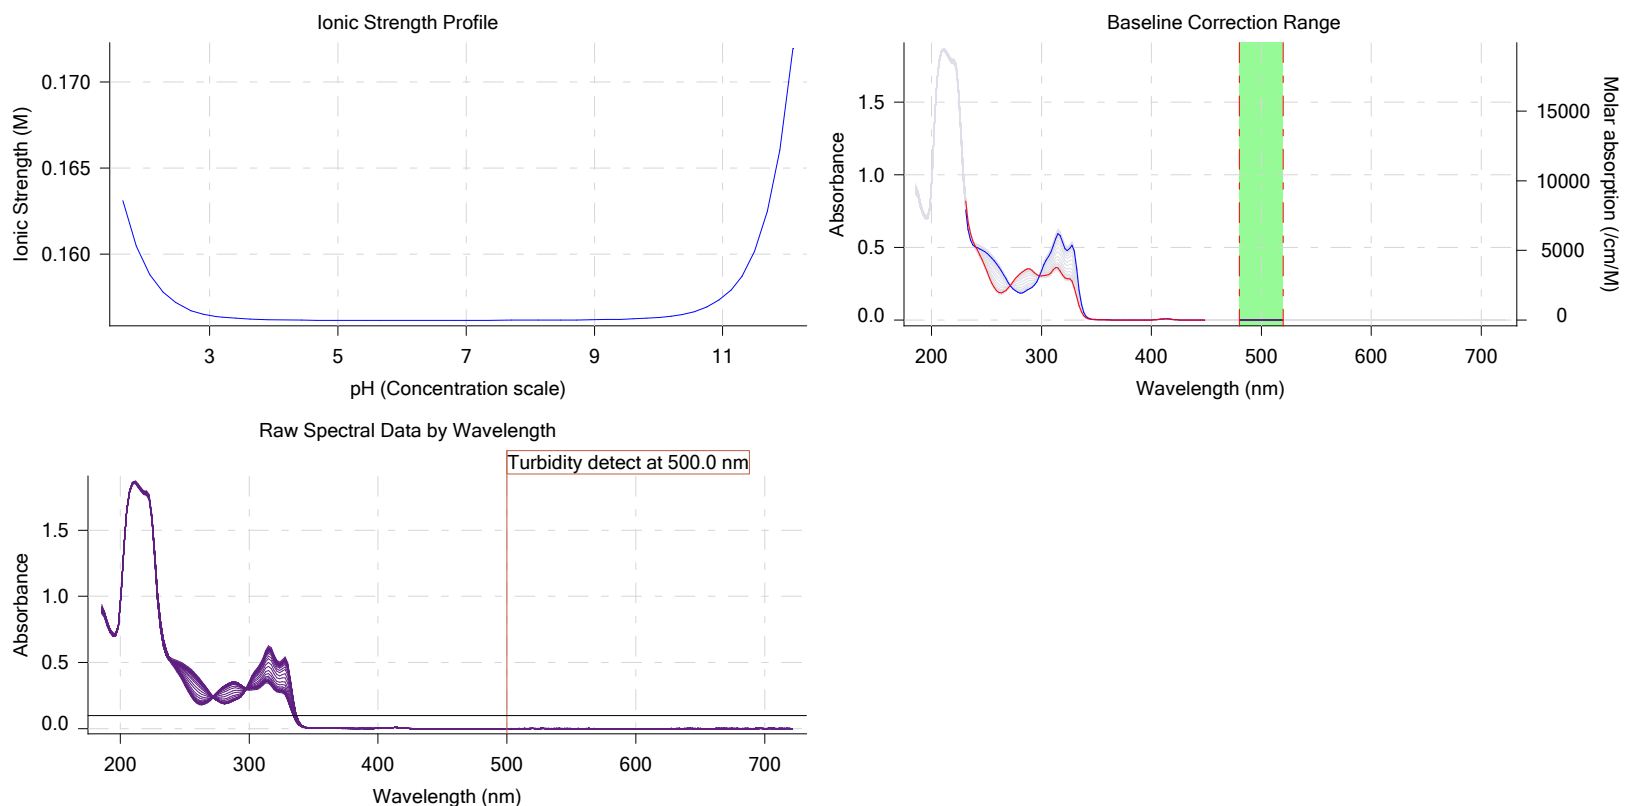 Ionic Strength Profile
Ionic Strength (M)
0.170
0.165
0.160
3 5 7 9 11
pH (Concentration scale)
Baseline Correction Range
Absorbance
1.5
1.0
0.5
0.0
Molar absorption (/cm/M)
15000
10000
5000
0
200 300 400 500 600 700
Wavelength (nm)
Raw Spectral Data by Wavelength
Turbidity detect at 500.0 nm
Absorbance
1.5
1.0
0.5
0.0
200 300 400 500 600 700
Wavelength (nm)